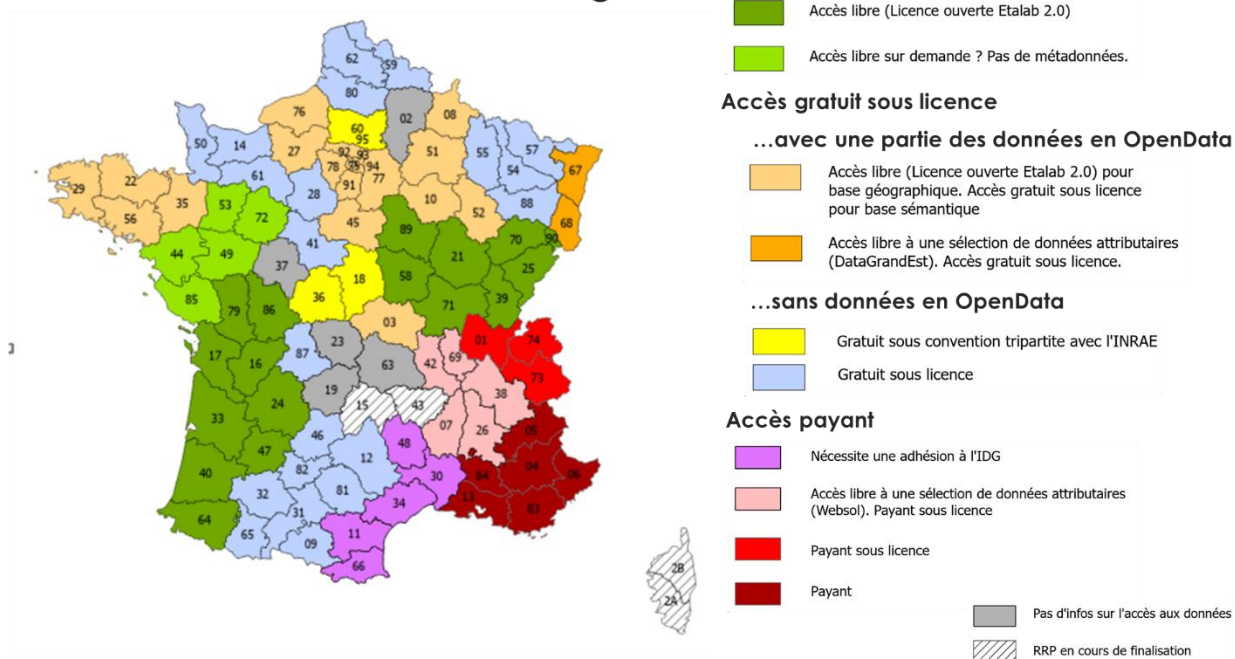 g
Accès libre (Licence ouverte Etalab 2.0)
Accès libre sur demande ? Pas de métadonnées.
Accès gratuit sous licence
...avec une partie des données en OpenData
Accès libre (Licence ouverte Etalab 2.0) pour
base géographique. Accès gratuit sous licence
pour base sémantique
Accès libre à une sélection de données attributaires
(DataGrandEst). Accès gratuit sous licence.
...sans données en OpenData
Gratuit sous convention tripartite avec l'INRAE
Gratuit sous licence
Accès payant
Nécessite une adhésion à l'IDG
Accès libre à une sélection de données attributaires
(Websol). Payant sous licence
Payant sous licence
Payant
Pas d'infos sur l'accès aux données
RRP en cours de finalisation
62 59
80
76 02 08
60
95
50 14 27 92 93 51 55 57 67
78 75 94 54
61 91 77
29 22 35 53 28 10 88 68
56 72 45 52
41 89 70 90
44 49 37 18 58 21 25
85 79 86 36 71 39
03
17 16 87 23 63 42 69 01 74
73
19 38
33 24 15 43 07 26 05
46 48
40 47 82 12 30 84 04 06
32 81 34 13 83
64 31 11
65 09 66
2B
2A